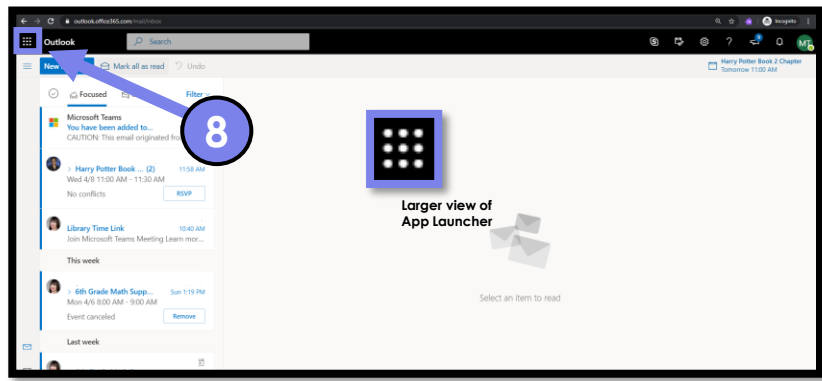 outlook.office365.com/mail/inbox
Incognito
Outlook
Search
MT
New
Mark all as read
Undo
Harry Potter Book 2 Chapter
Tomorrow 11:00 AM
Focused
Filter
8
Microsoft Teams
You have been added to...
CAUTION: This email originated fro
> Harry Potter Book ... (2) 11:58 AM
Wed 4/8 11:00 AM - 11:30 AM
No conflicts
RSVP
Library Time Link 10:40 AM
Join Microsoft Teams Meeting Learn mor...
This week
> 6th Grade Math Supp... Sun 1:19 PM
Mon 4/6 8:00 AM - 9:00 AM
Event canceled
Remove
Last week
Larger view of
App Launcher
Select an item to read